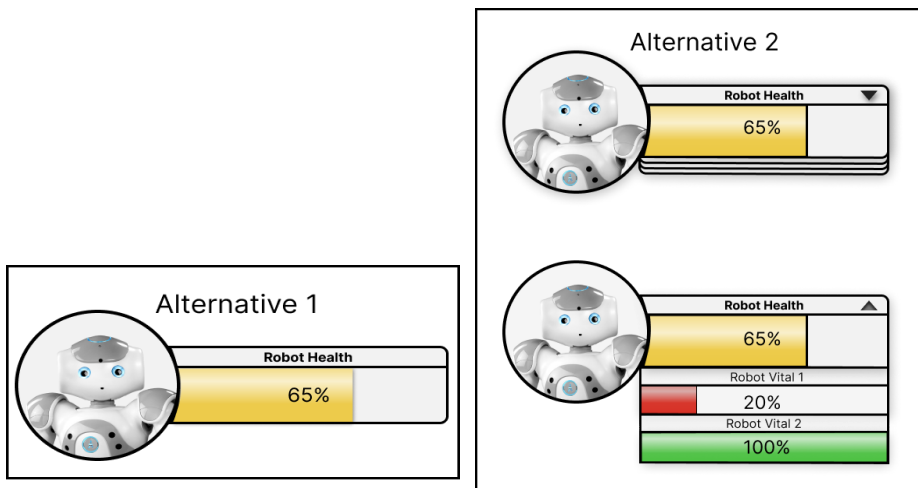 Alternative 1
Robot Health
65%
Alternative 2
Robot Health
65%
Robot Health
65%
Robot Vital 1
20%
Robot Vital 2
100%